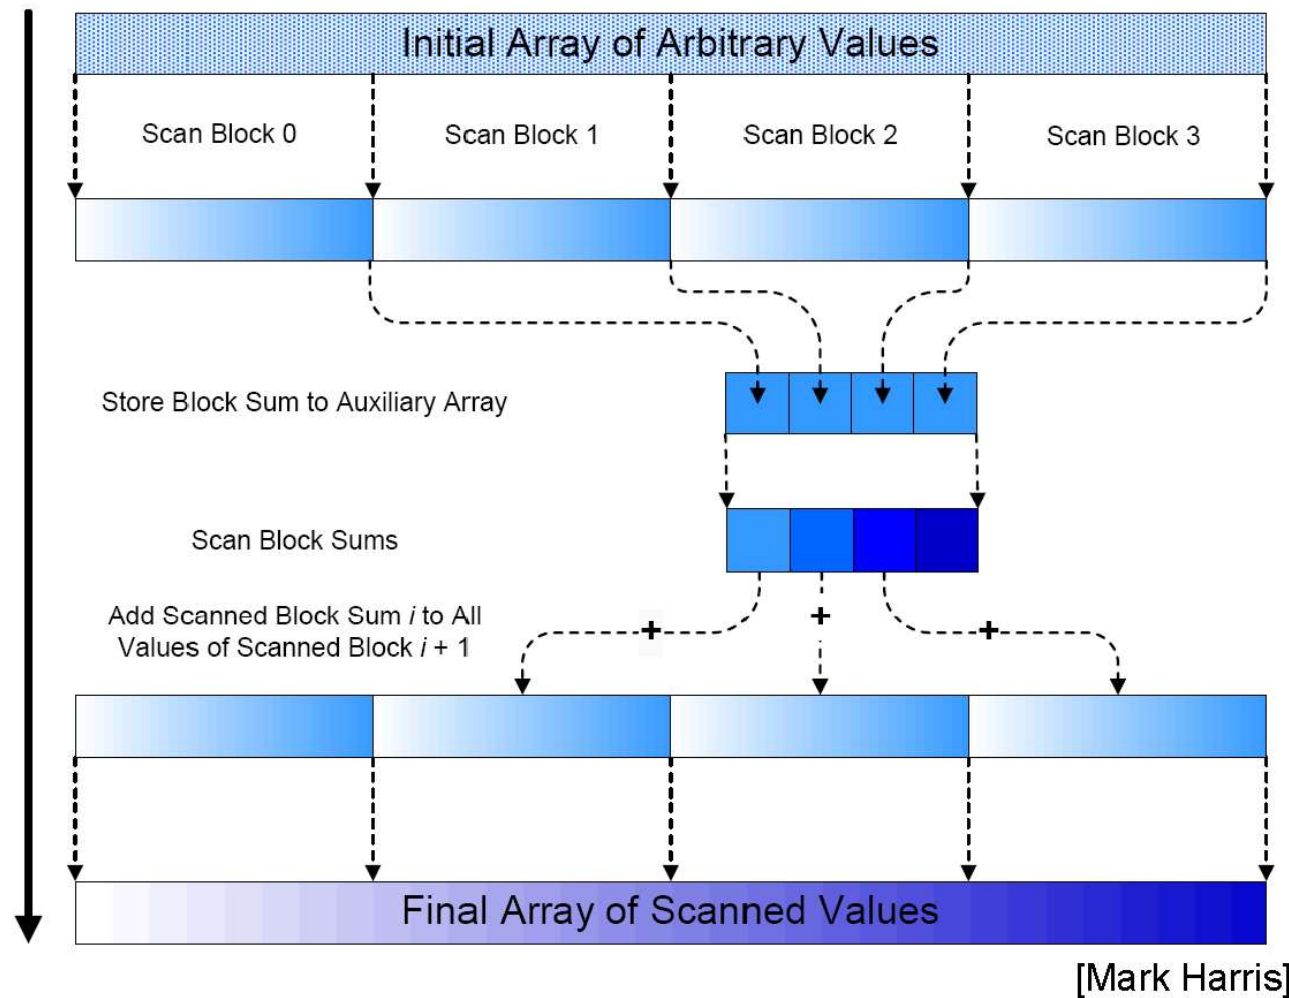 Initial Array of Arbitrary Values
Scan Block 0
Scan Block 1
Scan Block 2
Scan Block 3
Store Block Sum to Auxiliary Array
Scan Block Sums
Add Scanned Block Sum i to All
Values of Scanned Block i + 1
+
+
+
Final Array of Scanned Values
[Mark Harris]